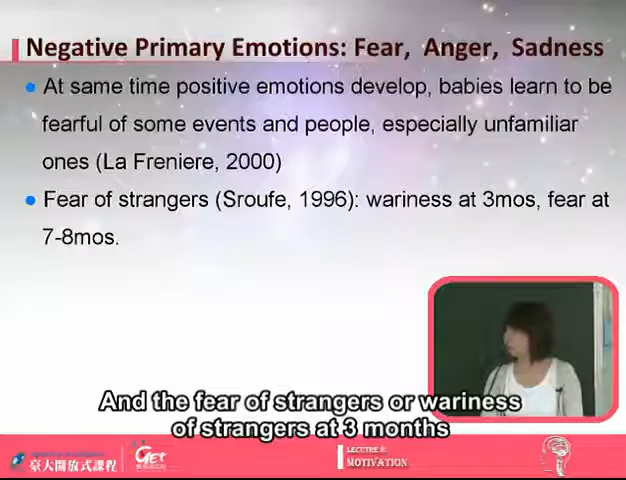 Negative Primary Emotions: Fear, Anger, Sadness
At same time positive emotions develop, babies learn to be
fearful of some events and people, especially unfamiliar
ones (La Freniere, 2000)
Fear of strangers (Sroufe, 1996): wariness at 3mos, fear at
7-8mos.
And the fear of strangers or wariness
of strangers at 3 months
臺大開放式課程
GET
LECTURE 8
MOTIVATION